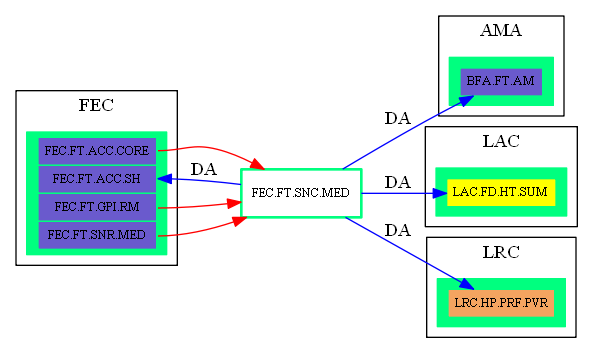 AMA
BFA.FT.AM
FEC
FEC.FT.ACC.CORE
FEC.FT.ACC.SH
FEC.FT.GPI.RM
FEC.FT.SNR.MED
DA
FEC.FT.SNC.MED
DA
DA
DA
LAC
LAC.FD.HT.SUM
LRC
LRC.HP.PRF.PVR